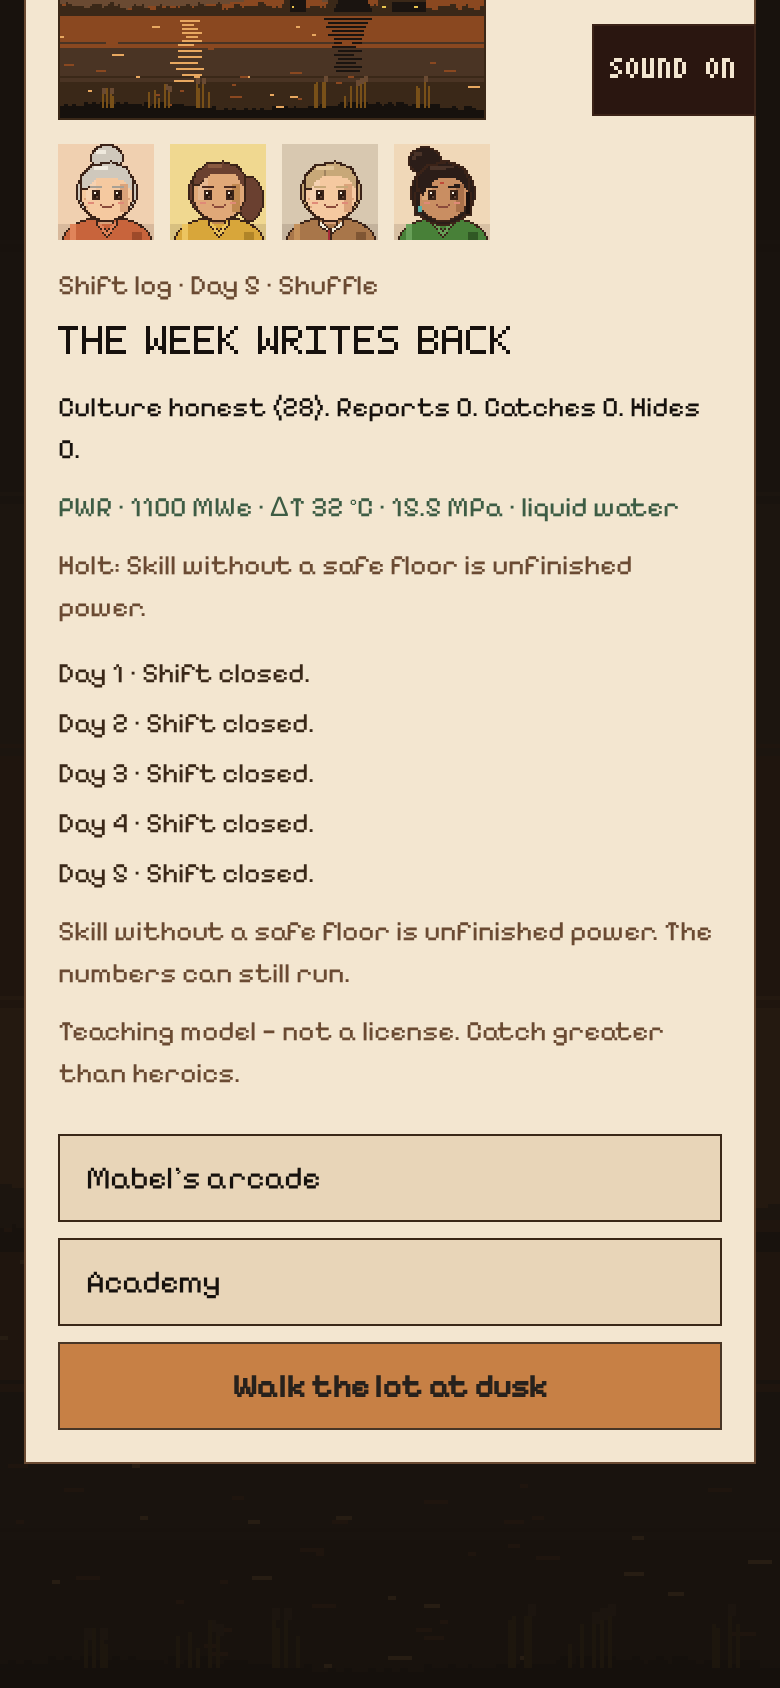 SOUND ON
Shift log · Day 5 · Shuffle
THE WEEK WRITES BACK
Culture honest (28). Reports 0. Catches 0. Hides
0.
PWR · 1100 MWe · ΔT 32 °C · 15.5 MPa · liquid water
Holt: Skill without a safe floor is unfinished
power.
Day 1 · Shift closed.
Day 2 · Shift closed.
Day 3 · Shift closed.
Day 4 · Shift closed.
Day 5 · Shift closed.
Skill without a safe floor is unfinished power. The
numbers can still run.
Teaching model – not a license. Catch greater
than heroics.
Mabel's arcade
Academy
Walk the lot at dusk